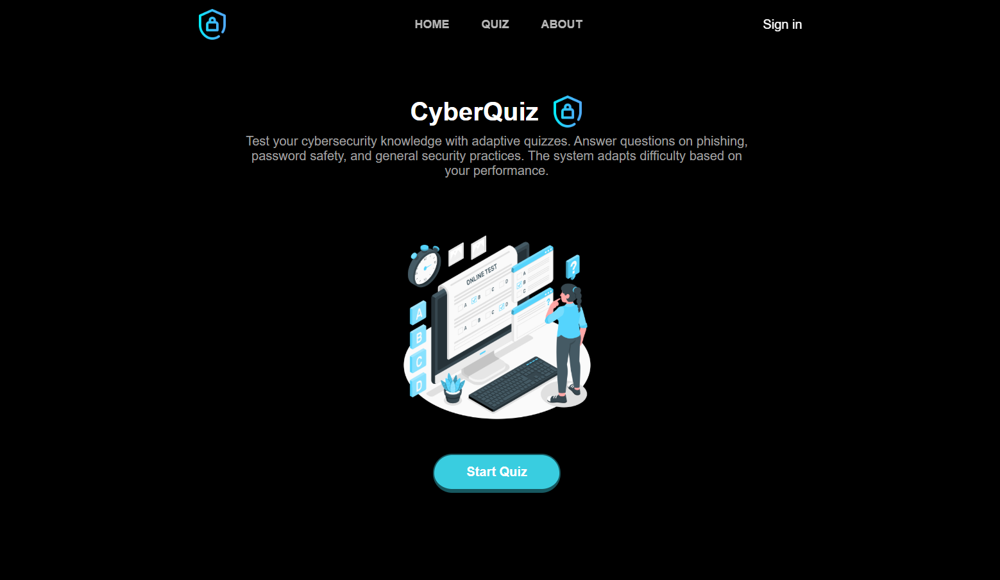 HOME QUIZ ABOUT Sign in
CyberQuiz
Test your cybersecurity knowledge with adaptive quizzes. Answer questions on phishing,
password safety, and general security practices. The system adapts difficulty based on
your performance.
ONLINE TEST
A B C D
A B C D
A
B
C
?
?
A
B
C
D
Start Quiz